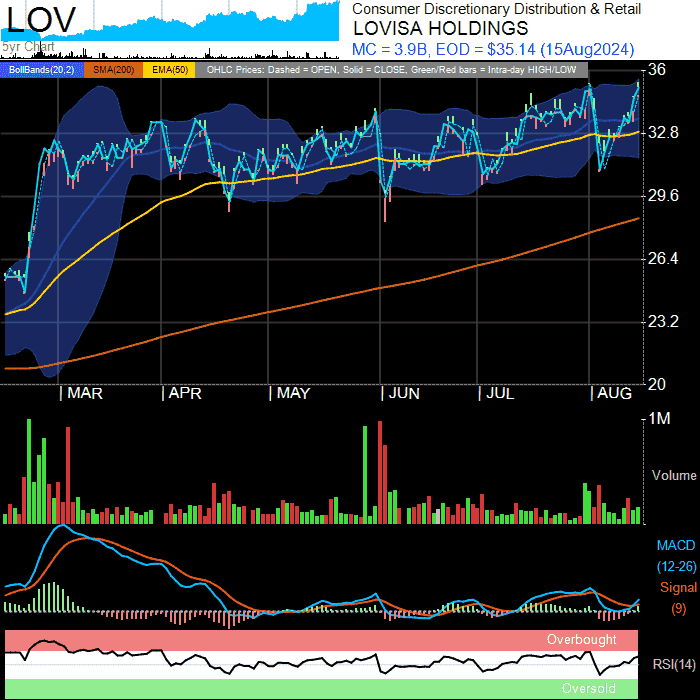 LOV
5yr Chart
Consumer Discretionary Distribution & Retail
LOVISA HOLDINGS
MC = 3.9B, EOD = $35.14 (15Aug2024)
BollBands(20,2) SMA(200) EMA(50) OHLC Prices: Dashed = OPEN, Solid = CLOSE, Green/Red bars = Intra-day HIGH/LOW
36
32.8
29.6
26.4
23.2
20
MAR APR MAY JUN JUL AUG
1M
Volume
MACD
(12-26)
Signal
(9)
Overbought
RSI(14)
Oversold